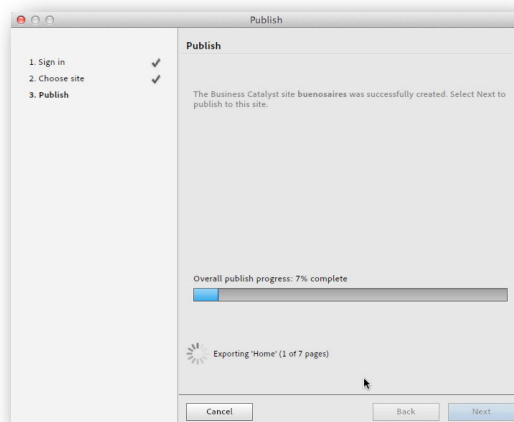 Publish
1. Sign in
2. Choose site
3. Publish
Publish
The Business Catalyst site buenosaires was successfully created. Select Next to
publish to this site.
Overall publish progress: 7% complete
Exporting 'Home' (1 of 7 pages)
Cancel
Back
Next